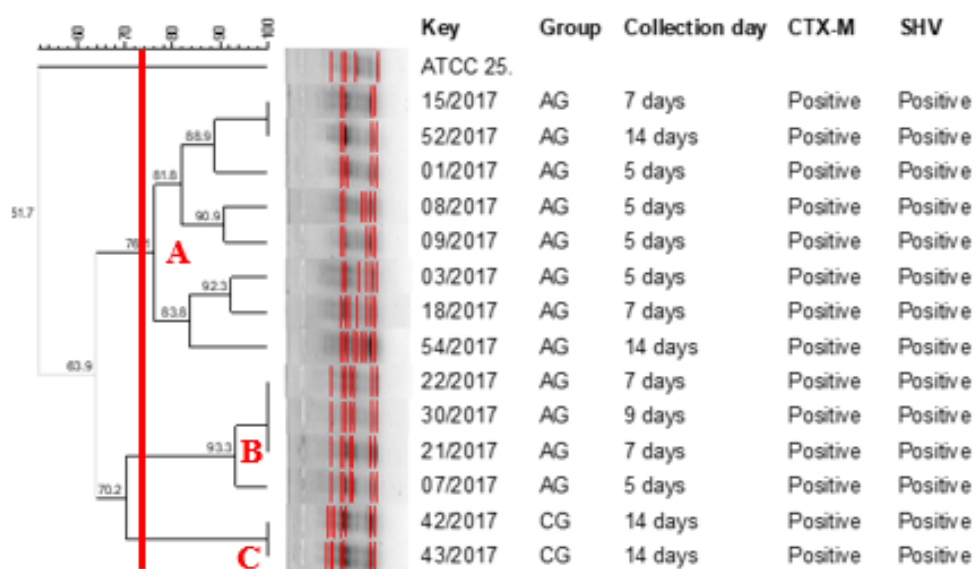 60 70 80 90 100
Key Group Collection day CTX-M SHV
ATCC 25.
15/2017 AG 7 days Positive Positive
88.9 52/2017 AG 14 days Positive Positive
81.8 01/2017 AG 5 days Positive Positive
51.7 90.9 08/2017 AG 5 days Positive Positive
A 09/2017 AG 5 days Positive Positive
92.3 03/2017 AG 5 days Positive Positive
83.8 18/2017 AG 7 days Positive Positive
54/2017 AG 14 days Positive Positive
63.9 22/2017 AG 7 days Positive Positive
30/2017 AG 9 days Positive Positive
93.3 B 21/2017 AG 7 days Positive Positive
70.2 07/2017 AG 5 days Positive Positive
42/2017 CG 14 days Positive Positive
C 43/2017 CG 14 days Positive Positive